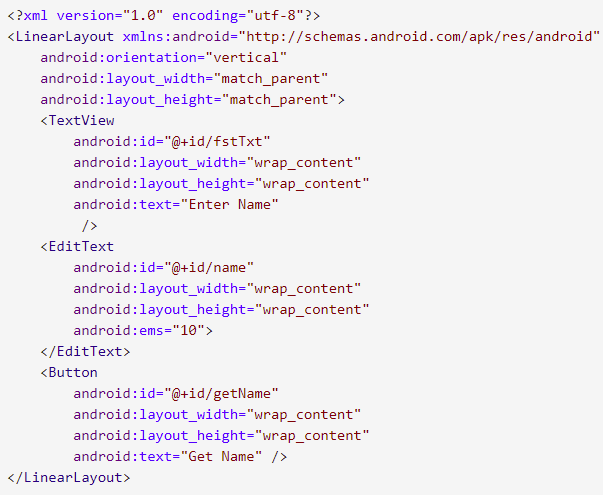 <?xml version="1.0" encoding="utf-8"?>
<LinearLayout xmlns:android="http://schemas.android.com/apk/res/android"
    android:orientation="vertical"
    android:layout_width="match_parent"
    android:layout_height="match_parent">
    <TextView
        android:id="@+id/fstTxt"
        android:layout_width="wrap_content"
        android:layout_height="wrap_content"
        android:text="Enter Name"
         />
    <EditText
        android:id="@+id/name"
        android:layout_width="wrap_content"
        android:layout_height="wrap_content"
        android:ems="10">
    </EditText>
    <Button
        android:id="@+id/getName"
        android:layout_width="wrap_content"
        android:layout_height="wrap_content"
        android:text="Get Name" />
</LinearLayout>